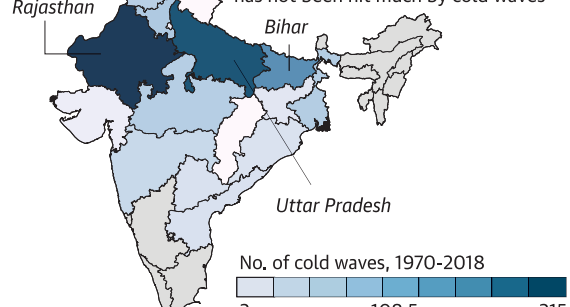 has not been hit much by cold waves
Rajasthan
Bihar
Uttar Pradesh
No. of cold waves, 1970-2018